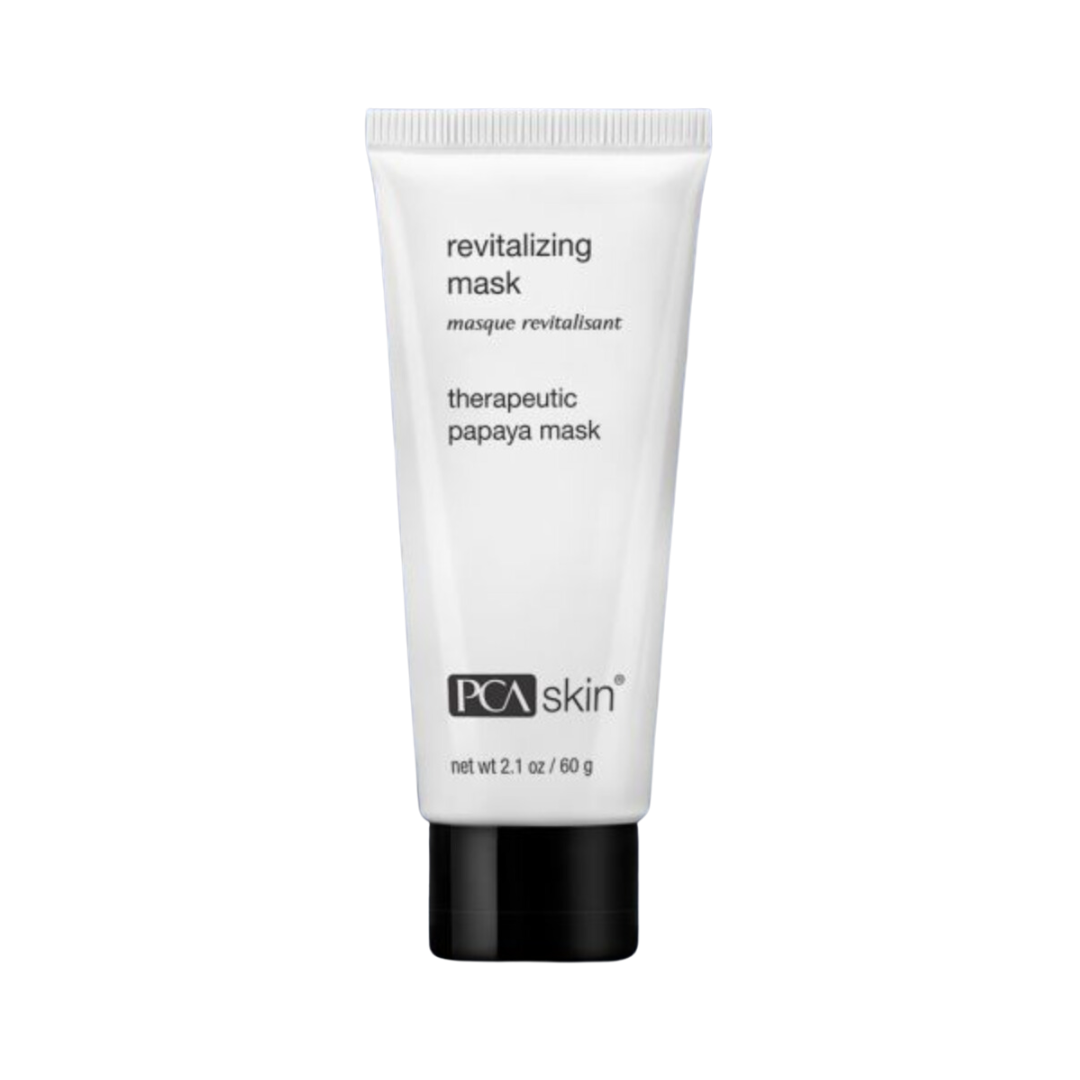 revitalizing
mask
masque revitalisant
therapeutic
papaya mask
PCA skin®
net wt 2.1 oz / 60 g